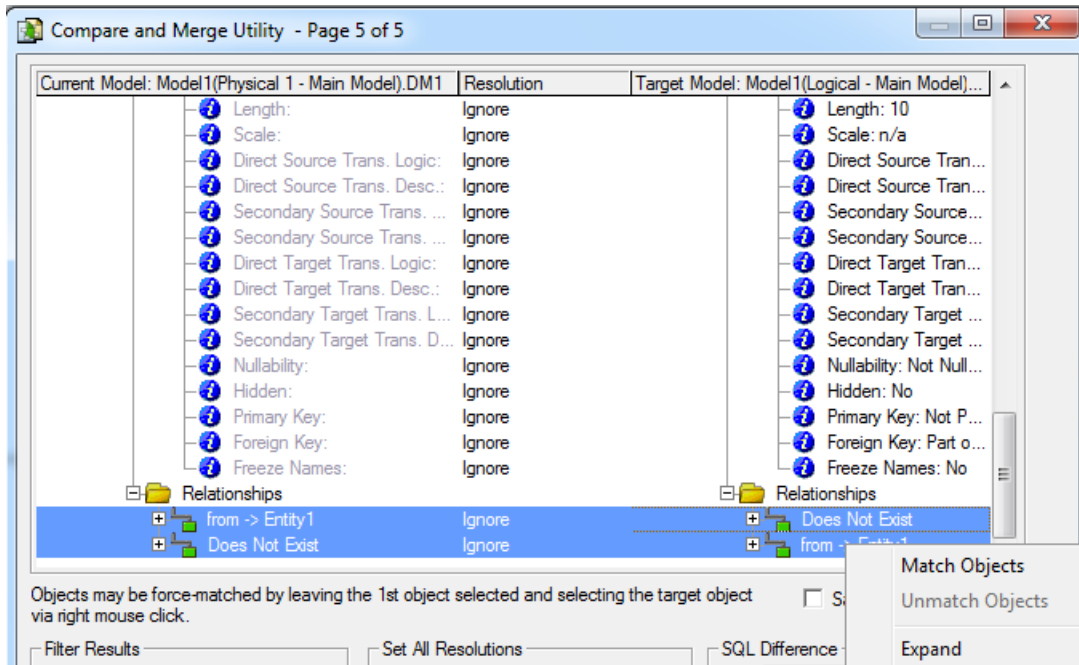 Compare and Merge Utility - Page 5 of 5
Current Model: Model1(Physical 1 - Main Model).DM1 Resolution Target Model: Model1(Logical - Main Model)...
Length: Ignore Length: 10
Scale: Ignore Scale: n/a
Direct Source Trans. Logic: Ignore Direct Source Tran...
Direct Source Trans. Desc.: Ignore Direct Source Tran...
Secondary Source Trans. ... Ignore Secondary Source...
Secondary Source Trans. ... Ignore Secondary Source...
Direct Target Trans. Logic: Ignore Direct Target Tran...
Direct Target Trans. Desc.: Ignore Direct Target Tran...
Secondary Target Trans. L... Ignore Secondary Target ...
Secondary Target Trans. D... Ignore Secondary Target ...
Nullability: Ignore Nullability: Not Null...
Hidden: Ignore Hidden: No
Primary Key: Ignore Primary Key: Not P...
Foreign Key: Ignore Foreign Key: Part o...
Freeze Names: Ignore Freeze Names: No
Relationships Relationships
from -> Entity1 Ignore Does Not Exist
Does Not Exist Ignore from ->
Match Objects
Objects may be force-matched by leaving the 1st object selected and selecting the target object
via right mouse click.
Unmatch Objects
Filter Results Set All Resolutions SQL Difference Expand